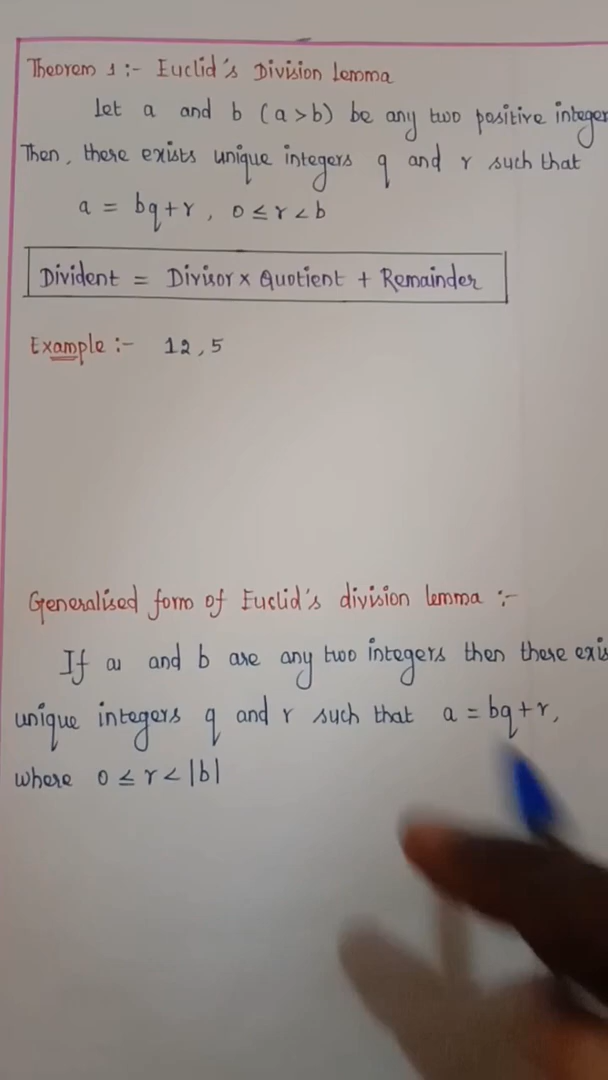 Theorem 1:- Euclid's Division Lemma
Let a and b (a>b) be any two positive integer
Then, there exists unique integers q and r such that
a = bq+r, 0≤r<b
Divident = Divisor × Quotient + Remainder
Example :- 12, 5
Generalised form of Euclid's division lemma :-
If a and b are any two integers then there exis
unique integers q and r such that a = bq+r,
where 0 ≤ r < |b|